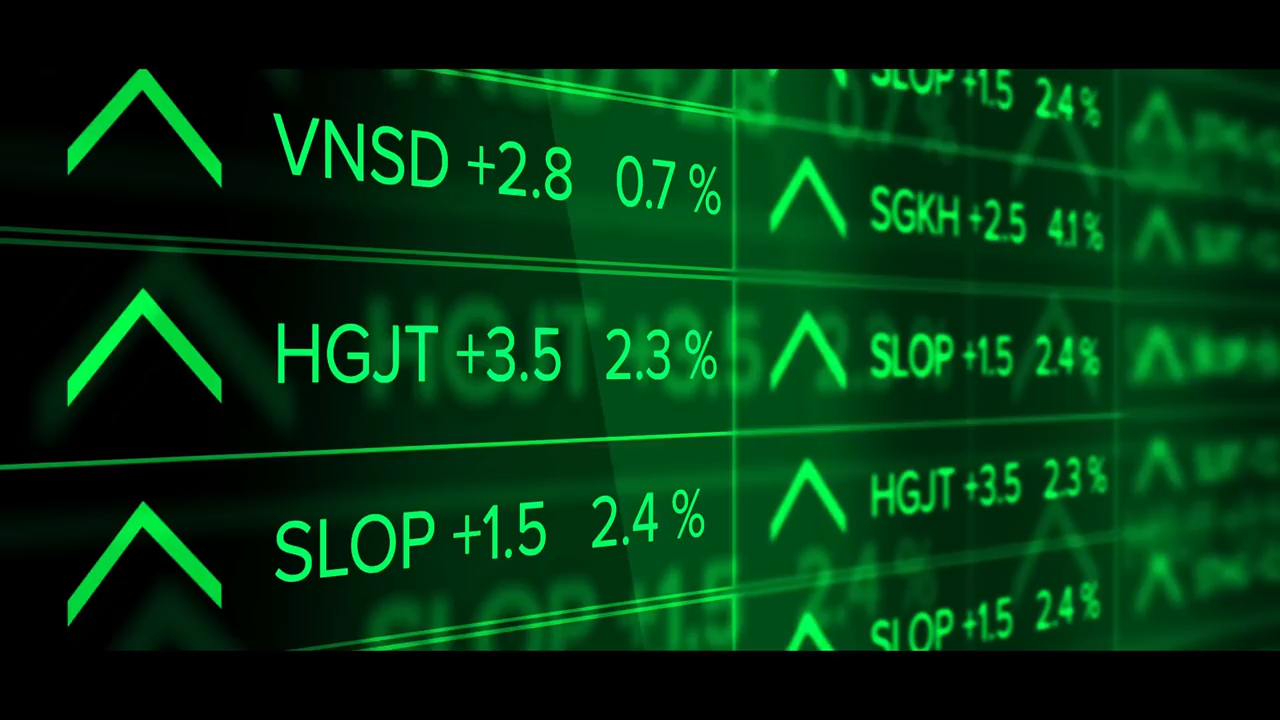 VNSD +2.8 0.7 %
HGJT +3.5 2.3 %
SLOP +1.5 2.4 %
SLOP +1.5 2.4 %
SGKH +2.5 4.1 %
SLOP +1.5 2.4 %
HGJT +3.5 2.3 %
SLOP +1.5 2.4 %